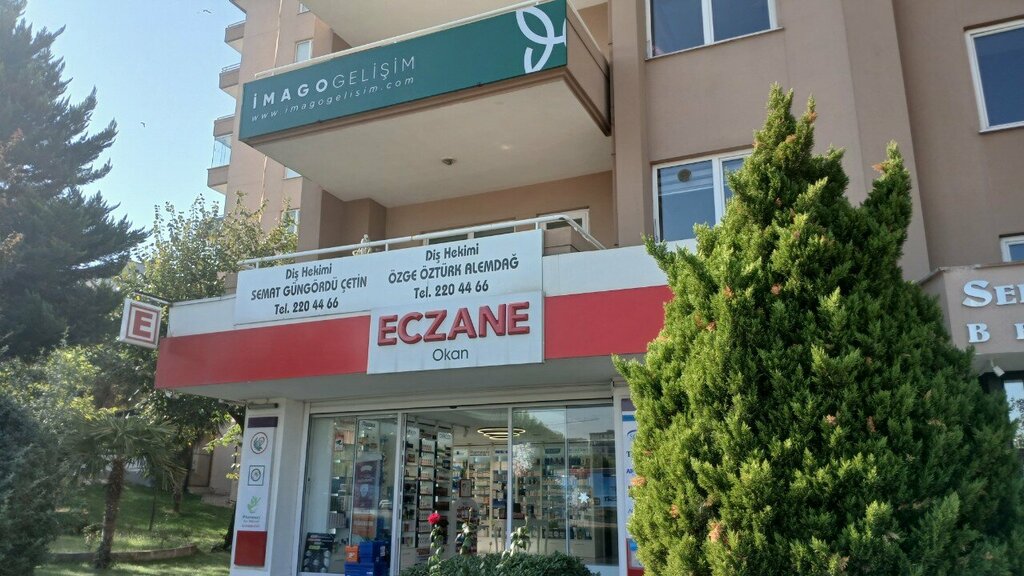 İMAGOGELİŞİM
www.imagogelisim.com
Diş Hekimi
SEMAT GÜNGÖRDÜ ÇETİN
Tel. 220 44 66
Diş Hekimi
ÖZGE ÖZTÜRK ALEMDAĞ
Tel. 220 44 66
E
ECZANE
Okan
SE
B